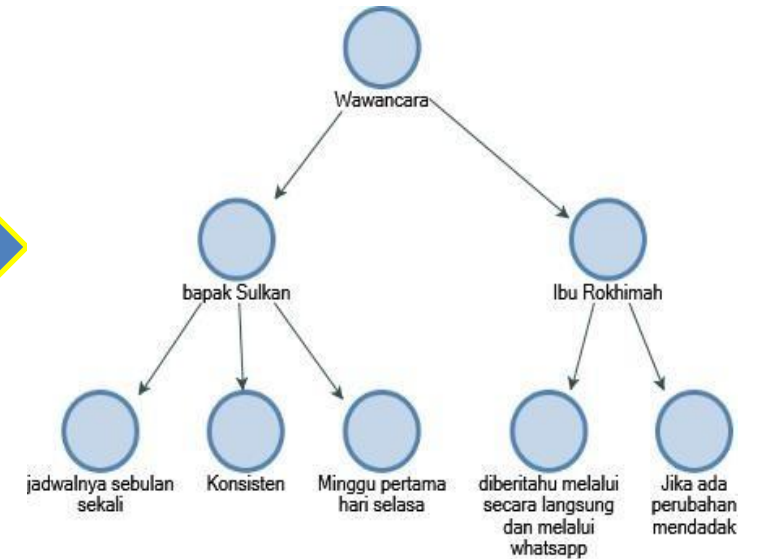 Wawancara
bapak Sulkan
Ibu Rokhimah
jadwalnya sebulan
sekali
Konsisten
Minggu pertama
hari selasa
diberitahu melalui
secara langsung
dan melalui
whatsapp
Jika ada
perubahan
mendadak